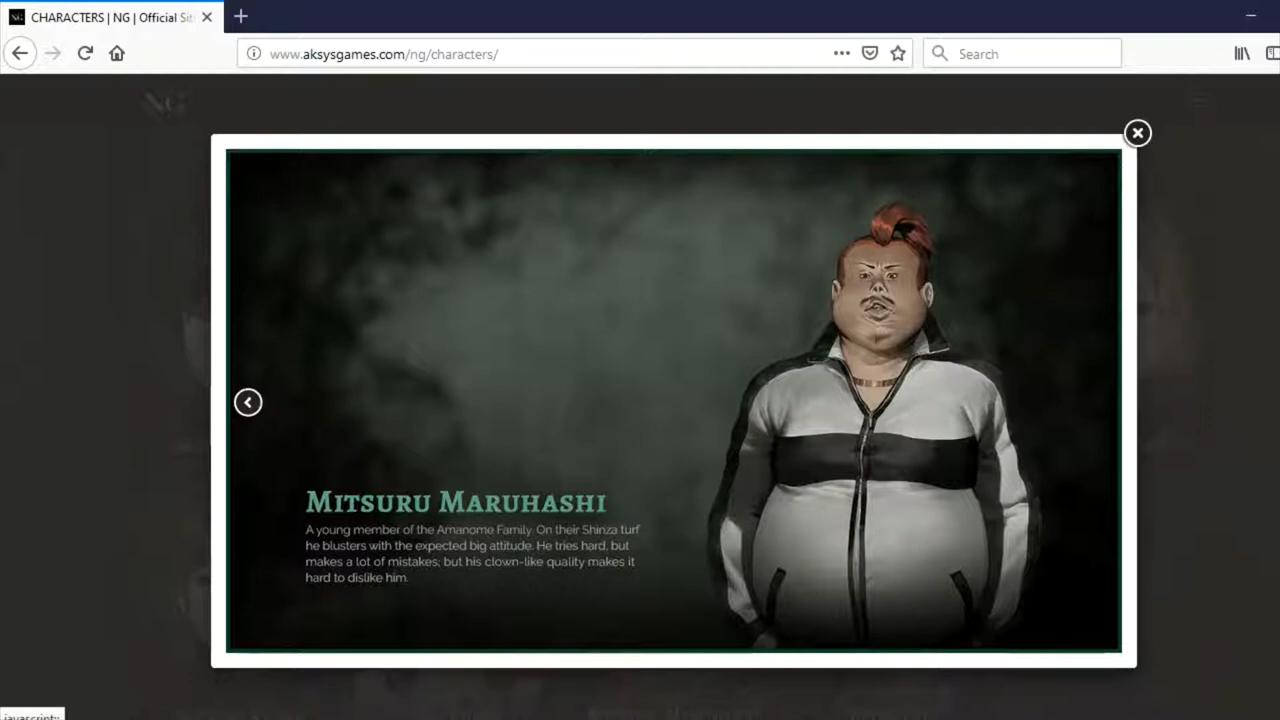 CHARACTERS | NG | Official Sit
www.aksysgames.com/ng/characters/
Search
NG
MITSURU MARUHASHI
A young member of the Amanome Family. On their Shinza turf
he blusters with the expected big attitude. He tries hard, but
makes a lot of mistakes; but his clown-like quality makes it
hard to dislike him.
javascript: